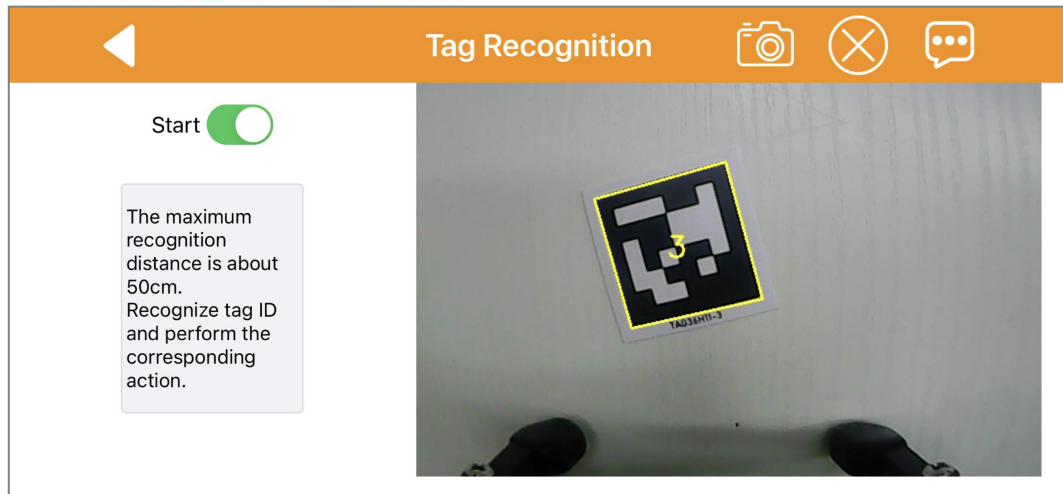 Tag Recognition
Start
The maximum
recognition
distance is about
50cm.
Recognize tag ID
and perform the
corresponding
action.
3
TAG36H11-3